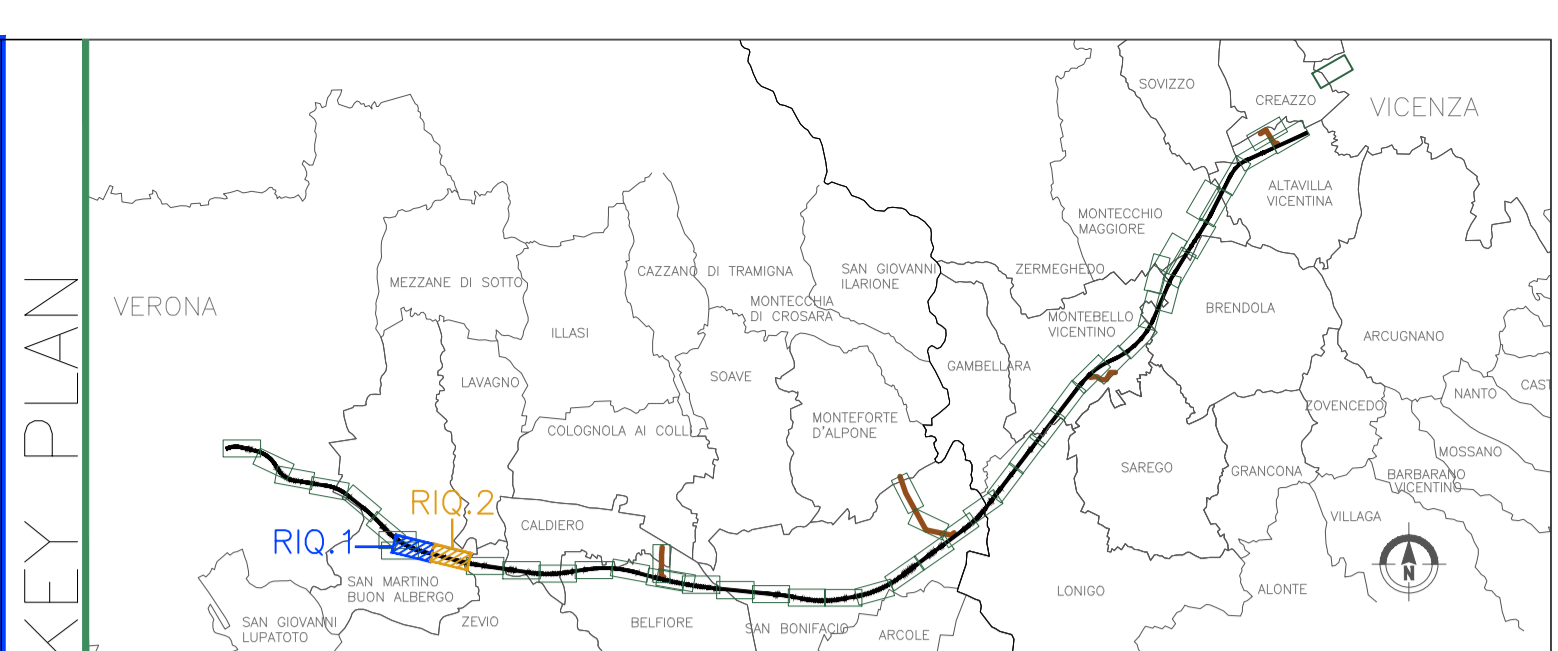 KEY PLAN
SOVIZZO
CREAZZO
VICENZA
ALTAVILLA
VICENTINA
MONTECCHIO
MAGGIORE
MEZZANE DI SOTTO
CAZZANO DI TRAMIGNA
SAN GIOVANNI
ILARIONE
ZERMEGHEDO
VERONA
MONTECCHIA
DI CROSARA
BRENDOLA
MONTEBELLO
VICENTINO
ILLASI
ARCUGNANO
GAMBELLARA
LAVAGNO
SOAVE
CAST
NANTO
ZOVENCEDO
MONTEFORTE
D'ALPONE
COLOGNOLA AI COLLI
MOSSANO
SAREGO
GRANCONA
BARBARANO
VICENTINO
RIQ.2
VILLAGA
CALDIERO
RIQ.1
N
SAN MARTINO
BUON ALBERGO
LONIGO
ALONTE
SAN GIOVANNI
LUPATOTO
ZEVIO
BELFIORE
SAN BONIFACIO
ARCOLE